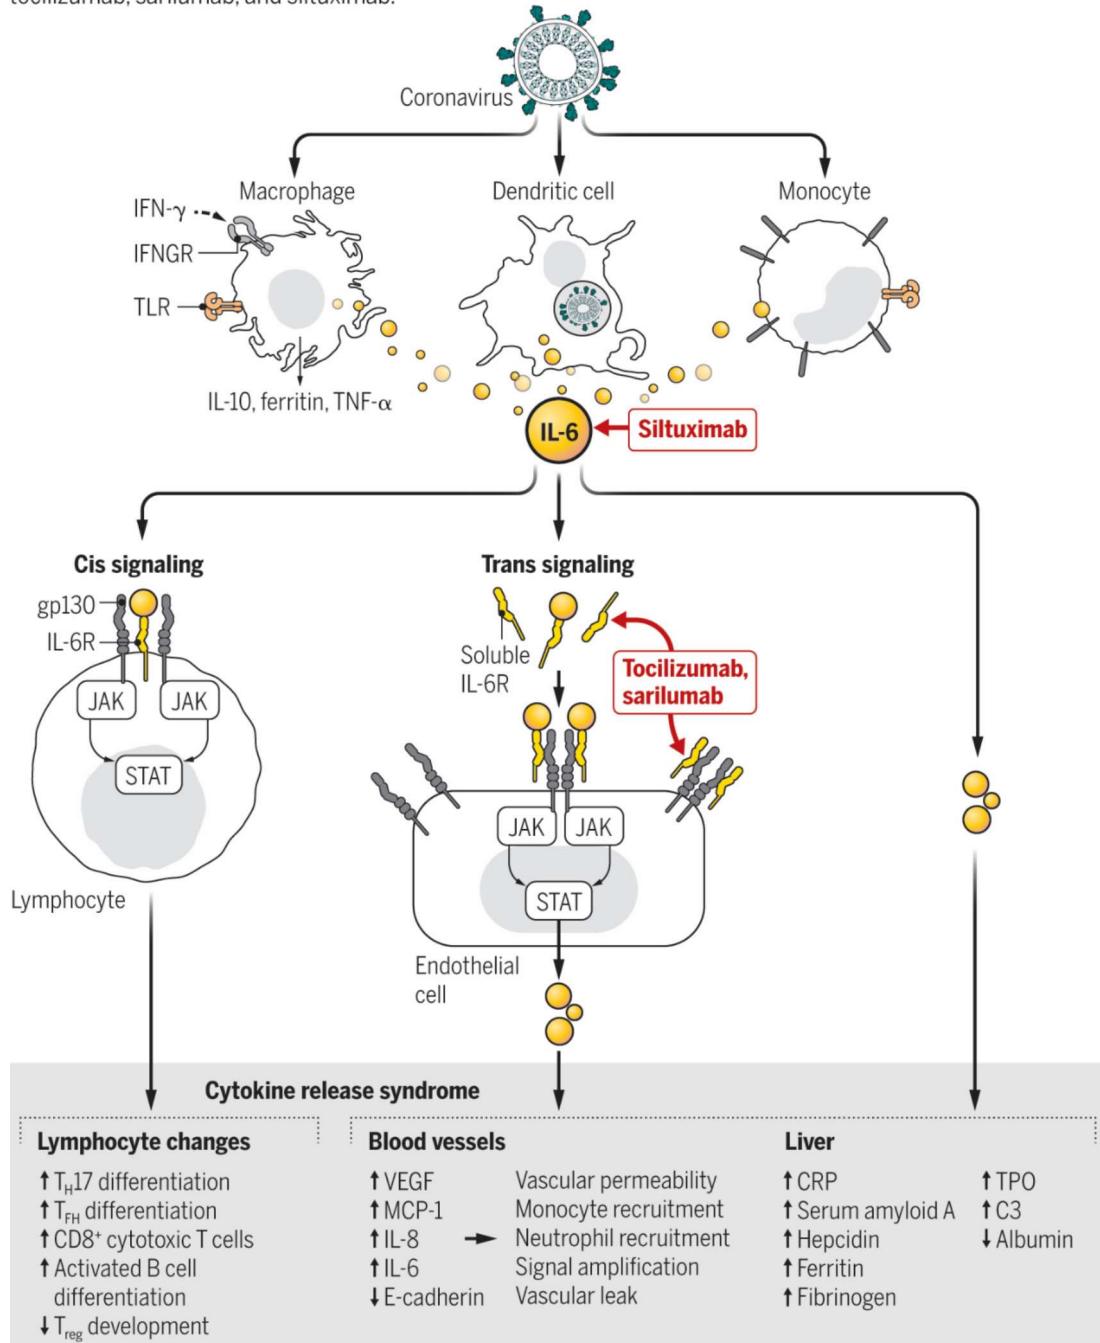 tocilizumab, sarilumab, and siltuximab.
Coronavirus
Macrophage
Dendritic cell
Monocyte
IFN-γ
IFNGR
TLR
IL-10, ferritin, TNF-α
IL-6
Siltuximab
Cis signaling
gp130
IL-6R
JAK
JAK
STAT
Lymphocyte
Trans signaling
Soluble
IL-6R
Tocilizumab,
sarilumab
JAK
JAK
STAT
Endothelial
cell
Cytokine release syndrome
Lymphocyte changes
↑ TH17 differentiation
↑ TFH differentiation
↑ CD8+ cytotoxic T cells
↑ Activated B cell
differentiation
↓ Treg development
Blood vessels
↑ VEGF Vascular permeability
↑ MCP-1 Monocyte recruitment
↑ IL-8 → Neutrophil recruitment
↑ IL-6 Signal amplification
↓ E-cadherin Vascular leak
Liver
↑ CRP
↑ Serum amyloid A
↑ Hepcidin
↑ Ferritin
↑ Fibrinogen
↑ TPO
↑ C3
↓ Albumin